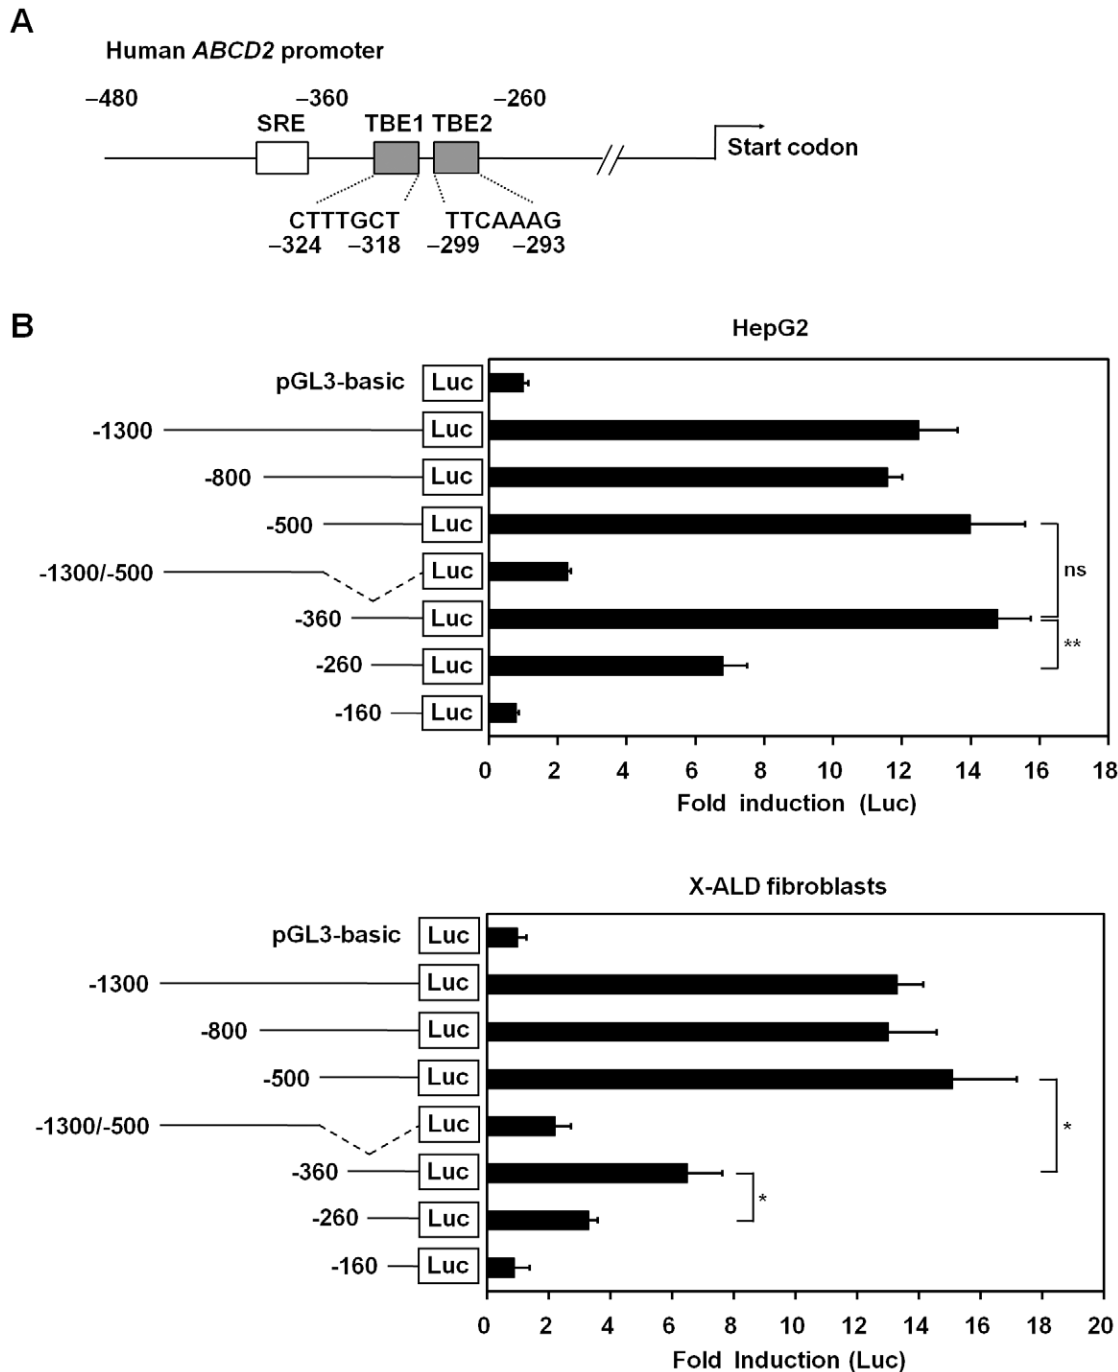 A
Human ABCD2 promoter
–480 –360 –260
SRE TBE1 TBE2
Start codon
CTTTGCT TTCAAAG
–324 –318 –299 –293
B
HepG2
pGL3-basic Luc
-1300 Luc
-800 Luc
-500 Luc
-1300/-500 Luc
ns
-360 Luc
**
-260 Luc
-160 Luc
0 2 4 6 8 10 12 14 16 18
Fold induction (Luc)
X-ALD fibroblasts
pGL3-basic Luc
-1300 Luc
-800 Luc
-500 Luc
-1300/-500 Luc
*
-360 Luc
*
-260 Luc
-160 Luc
0 2 4 6 8 10 12 14 16 18 20
Fold Induction (Luc)